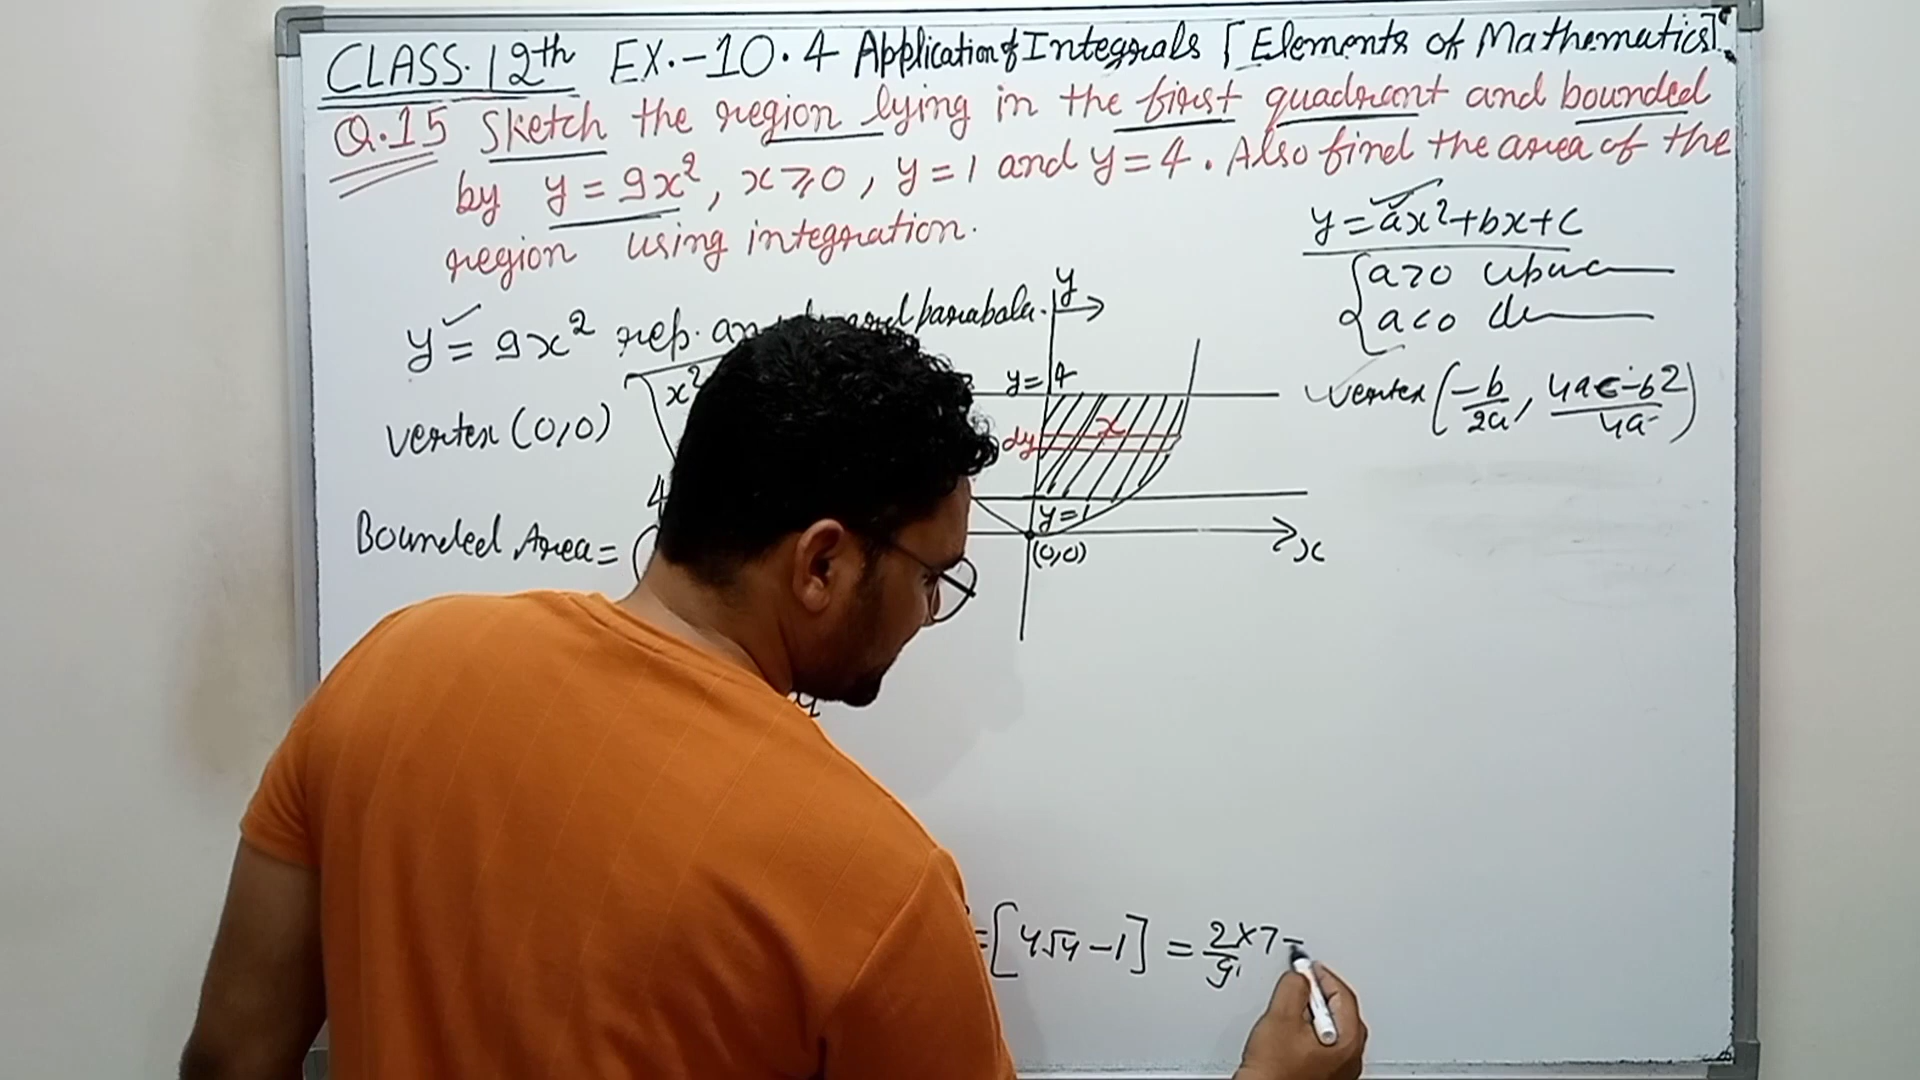 CLASS. 12th EX.-10.4 Application of Integrals [Elements of Mathematics]
Q.15 Sketch the region lying in the first quadrant and bounded
by y = 9x², x ⩾ 0, y = 1 and y = 4. Also find the area of the
region using integration.
y = ax²+bx+c
a>0
a<0
vertex (-b/2a, 4ac-b²/4a)
y = 9x² rep. an parabola.
x²
vertex (0,0)
4
Bounded Area = (
y
y=4
dy
x
y=1
(0,0)
x
= [4√4 - 1] = 2/9 × 7 =